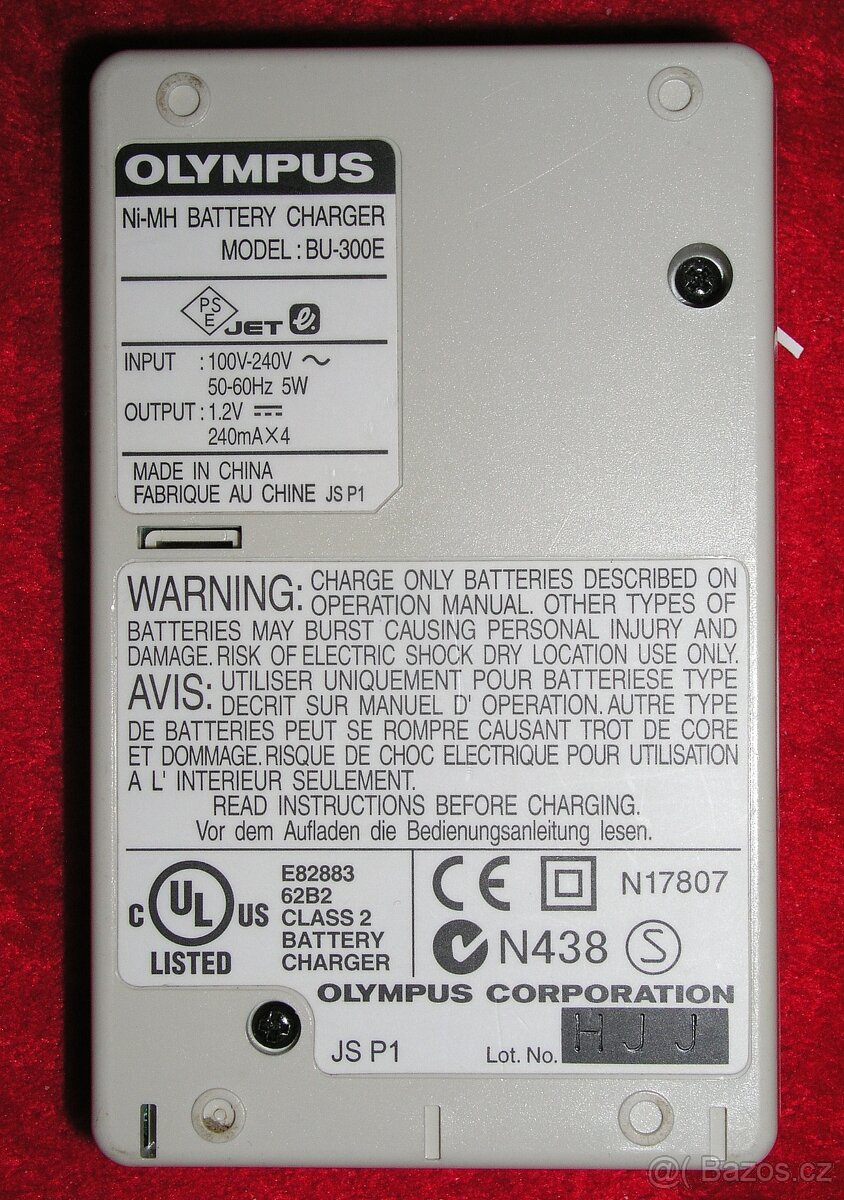 OLYMPUS
Ni-MH BATTERY CHARGER
MODEL : BU-300E
PS
E
JET e.
INPUT : 100V-240V ~
50-60Hz 5W
OUTPUT : 1.2V ⎓
240mA×4
MADE IN CHINA
FABRIQUE AU CHINE JS P1
WARNING: CHARGE ONLY BATTERIES DESCRIBED ON
OPERATION MANUAL. OTHER TYPES OF
BATTERIES MAY BURST CAUSING PERSONAL INJURY AND
DAMAGE. RISK OF ELECTRIC SHOCK DRY LOCATION USE ONLY.
AVIS: UTILISER UNIQUEMENT POUR BATTERIESE TYPE
DECRIT SUR MANUEL D' OPERATION. AUTRE TYPE
DE BATTERIES PEUT SE ROMPRE CAUSANT TROT DE CORE
ET DOMMAGE. RISQUE DE CHOC ELECTRIQUE POUR UTILISATION
A L' INTERIEUR SEULEMENT.
READ INSTRUCTIONS BEFORE CHARGING.
Vor dem Aufladen die Bedienungsanleitung lesen.
C UL US
LISTED
E82883
62B2
CLASS 2
BATTERY
CHARGER
CE N17807
N438 S
OLYMPUS CORPORATION
JS P1 Lot. No. HJJ
@( Bazos.cz